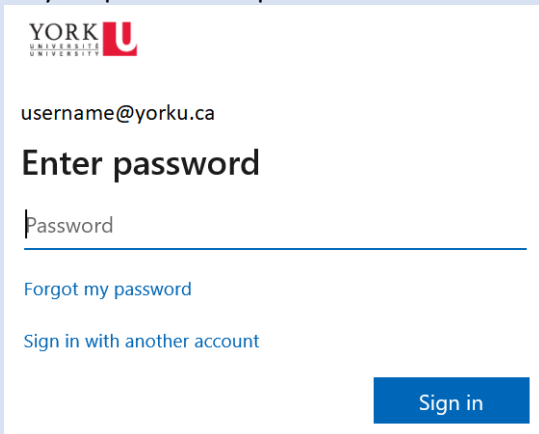 YORK U
UNIVERSITÉ
UNIVERSITY
username@yorku.ca
Enter password
Password
Forgot my password
Sign in with another account
Sign in